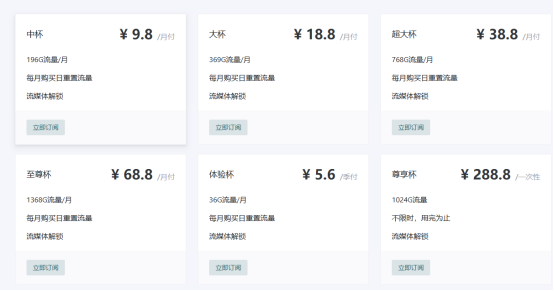 中杯 ¥ 9.8 /月付
196G流量/月
每月购买日重置流量
流媒体解锁
立即订阅
大杯 ¥ 18.8 /月付
369G流量/月
每月购买日重置流量
流媒体解锁
立即订阅
超大杯 ¥ 38.8 /月付
768G流量/月
每月购买日重置流量
流媒体解锁
立即订阅
至尊杯 ¥ 68.8 /月付
1368G流量/月
每月购买日重置流量
流媒体解锁
立即订阅
体验杯 ¥ 5.6 /季付
36G流量/月
每月购买日重置流量
流媒体解锁
立即订阅
尊享杯 ¥ 288.8 /一次性
1024G流量
不限时，用完为止
流媒体解锁
立即订阅